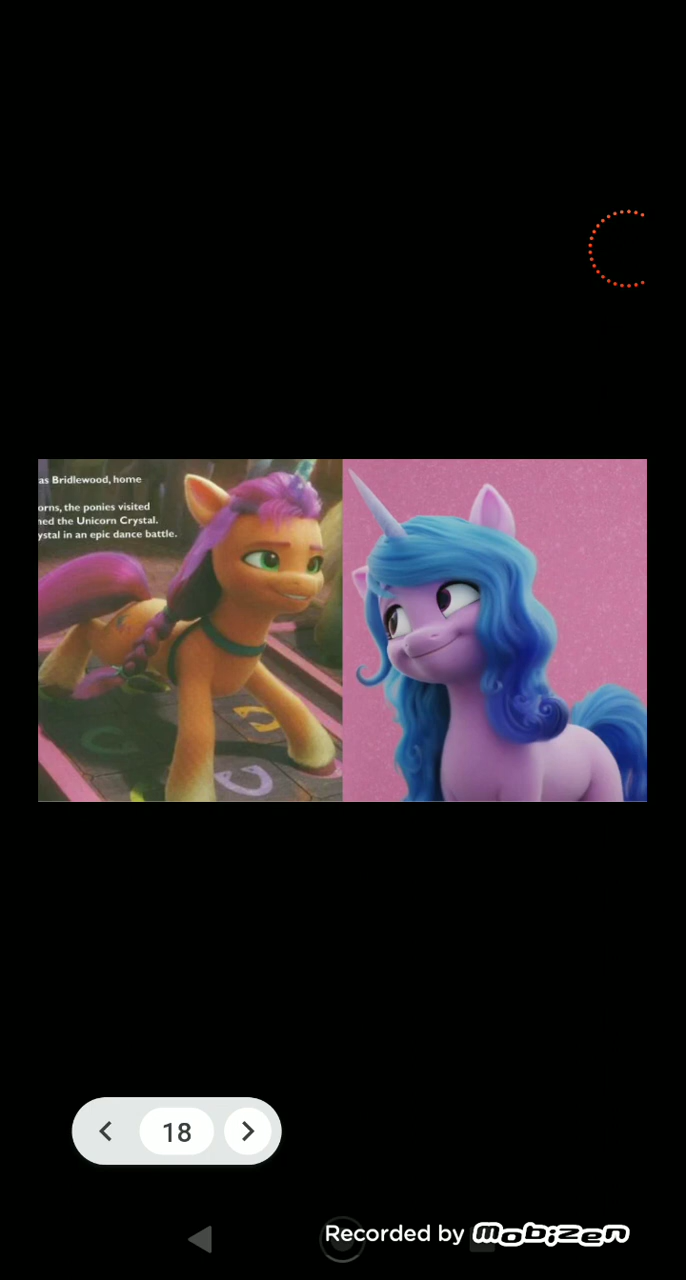 as Bridlewood, home
orns, the ponies visited
ned the Unicorn Crystal.
ystal in an epic dance battle.
18
Recorded by mobizen